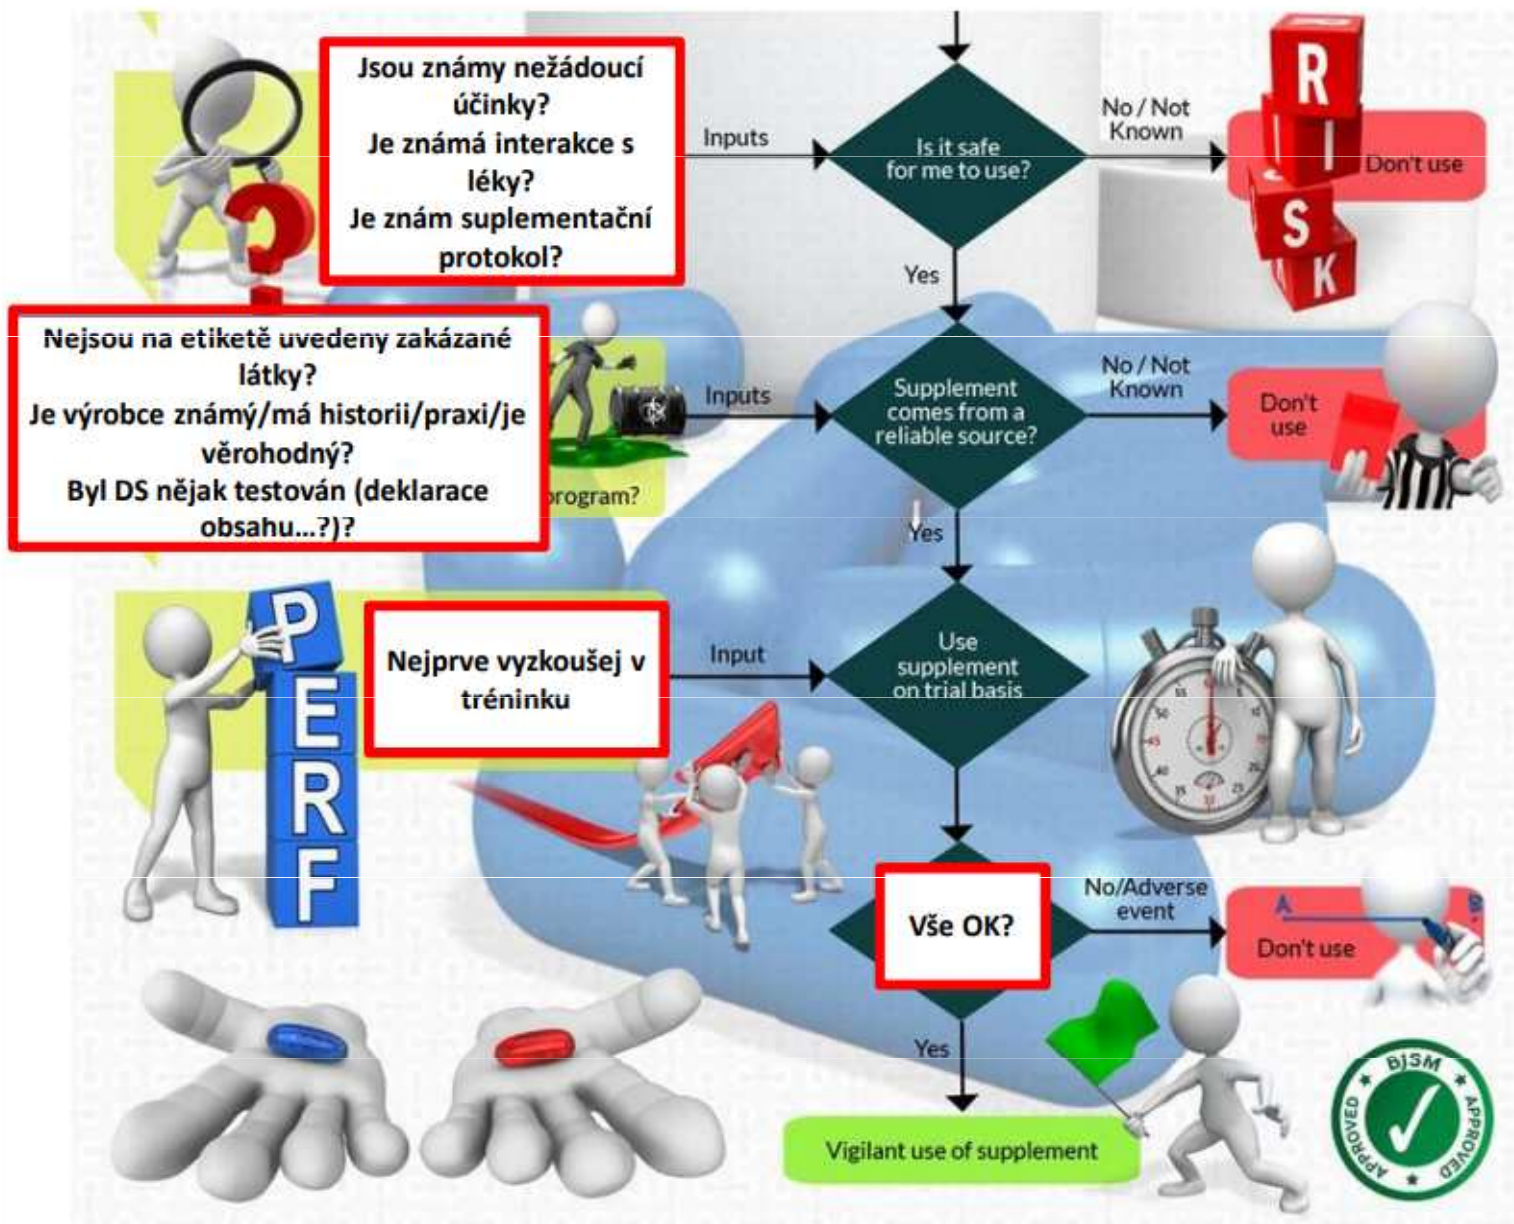 Jsou známy nežádoucí
účinky?
Je známá interakce s
léky?
Je znám suplementační
protokol?
Inputs
Is it safe
for me to use?
No / Not
Known
Don't use
R
I
I
S
K
Yes
Nejsou na etiketě uvedeny zakázané
látky?
Je výrobce známý/má historii/praxi/je
věrohodný?
Byl DS nějak testován (deklarace
obsahu...?)?
program?
Inputs
Supplement
comes from a
reliable source?
No / Not
Known
Don't
use
Yes
P
E
R
F
Nejprve vyzkoušej v
tréninku
Input
Use
supplement
on trial basis
Vše OK?
No/Adverse
event
A
Don't use
Yes
Vigilant use of supplement
BJSM
APPROVED
APPROVED